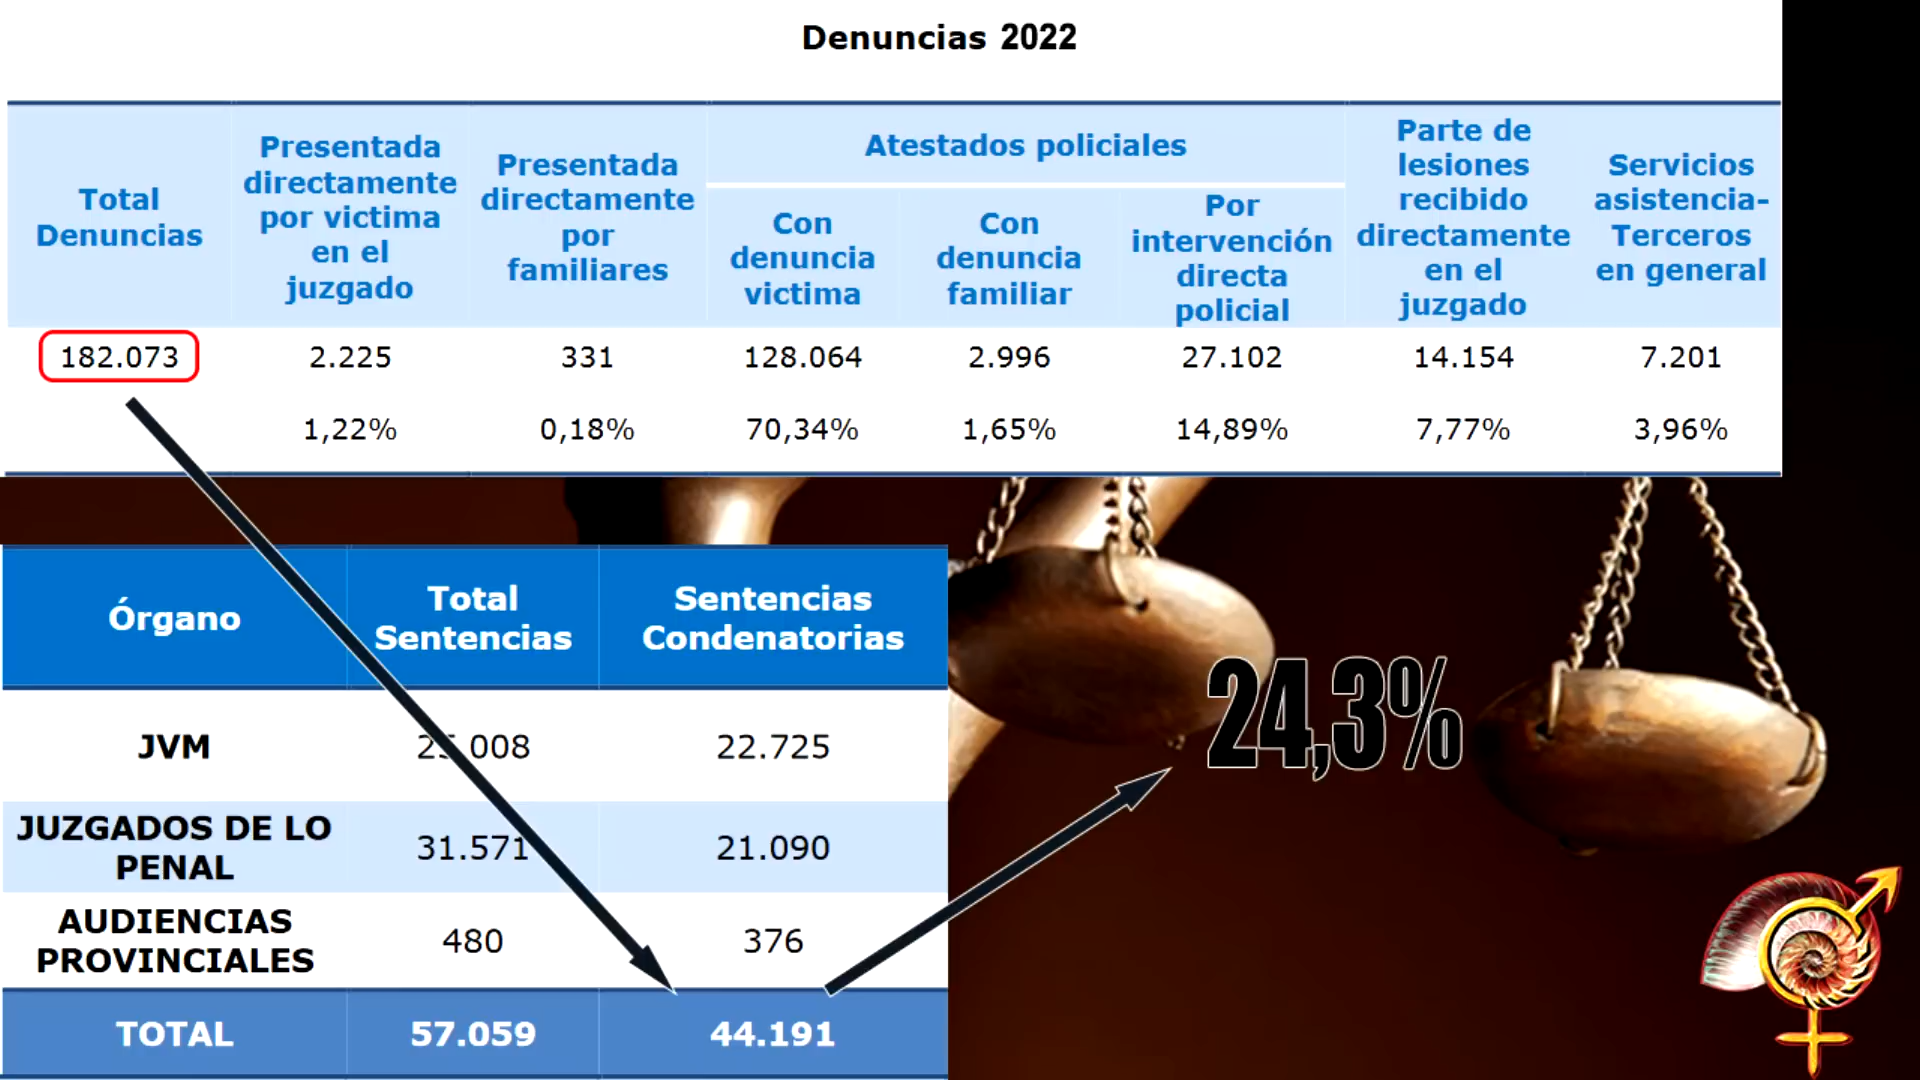 Denuncias 2022
Total
Denuncias
Presentada
directamente
por victima
en el
juzgado
Presentada
directamente
por
familiares
Atestados policiales
Con
denuncia
victima
Con
denuncia
familiar
Por
intervención
directa
policial
Parte de
lesiones
recibido
directamente
en el
juzgado
Servicios
asistencia-
Terceros
en general
182.073 2.225 331 128.064 2.996 27.102 14.154 7.201
1,22% 0,18% 70,34% 1,65% 14,89% 7,77% 3,96%
Órgano
Total
Sentencias
Sentencias
Condenatorias
JVM 25.008 22.725
JUZGADOS DE LO
PENAL
31.571 21.090
AUDIENCIAS
PROVINCIALES
480 376
TOTAL 57.059 44.191
24,3%